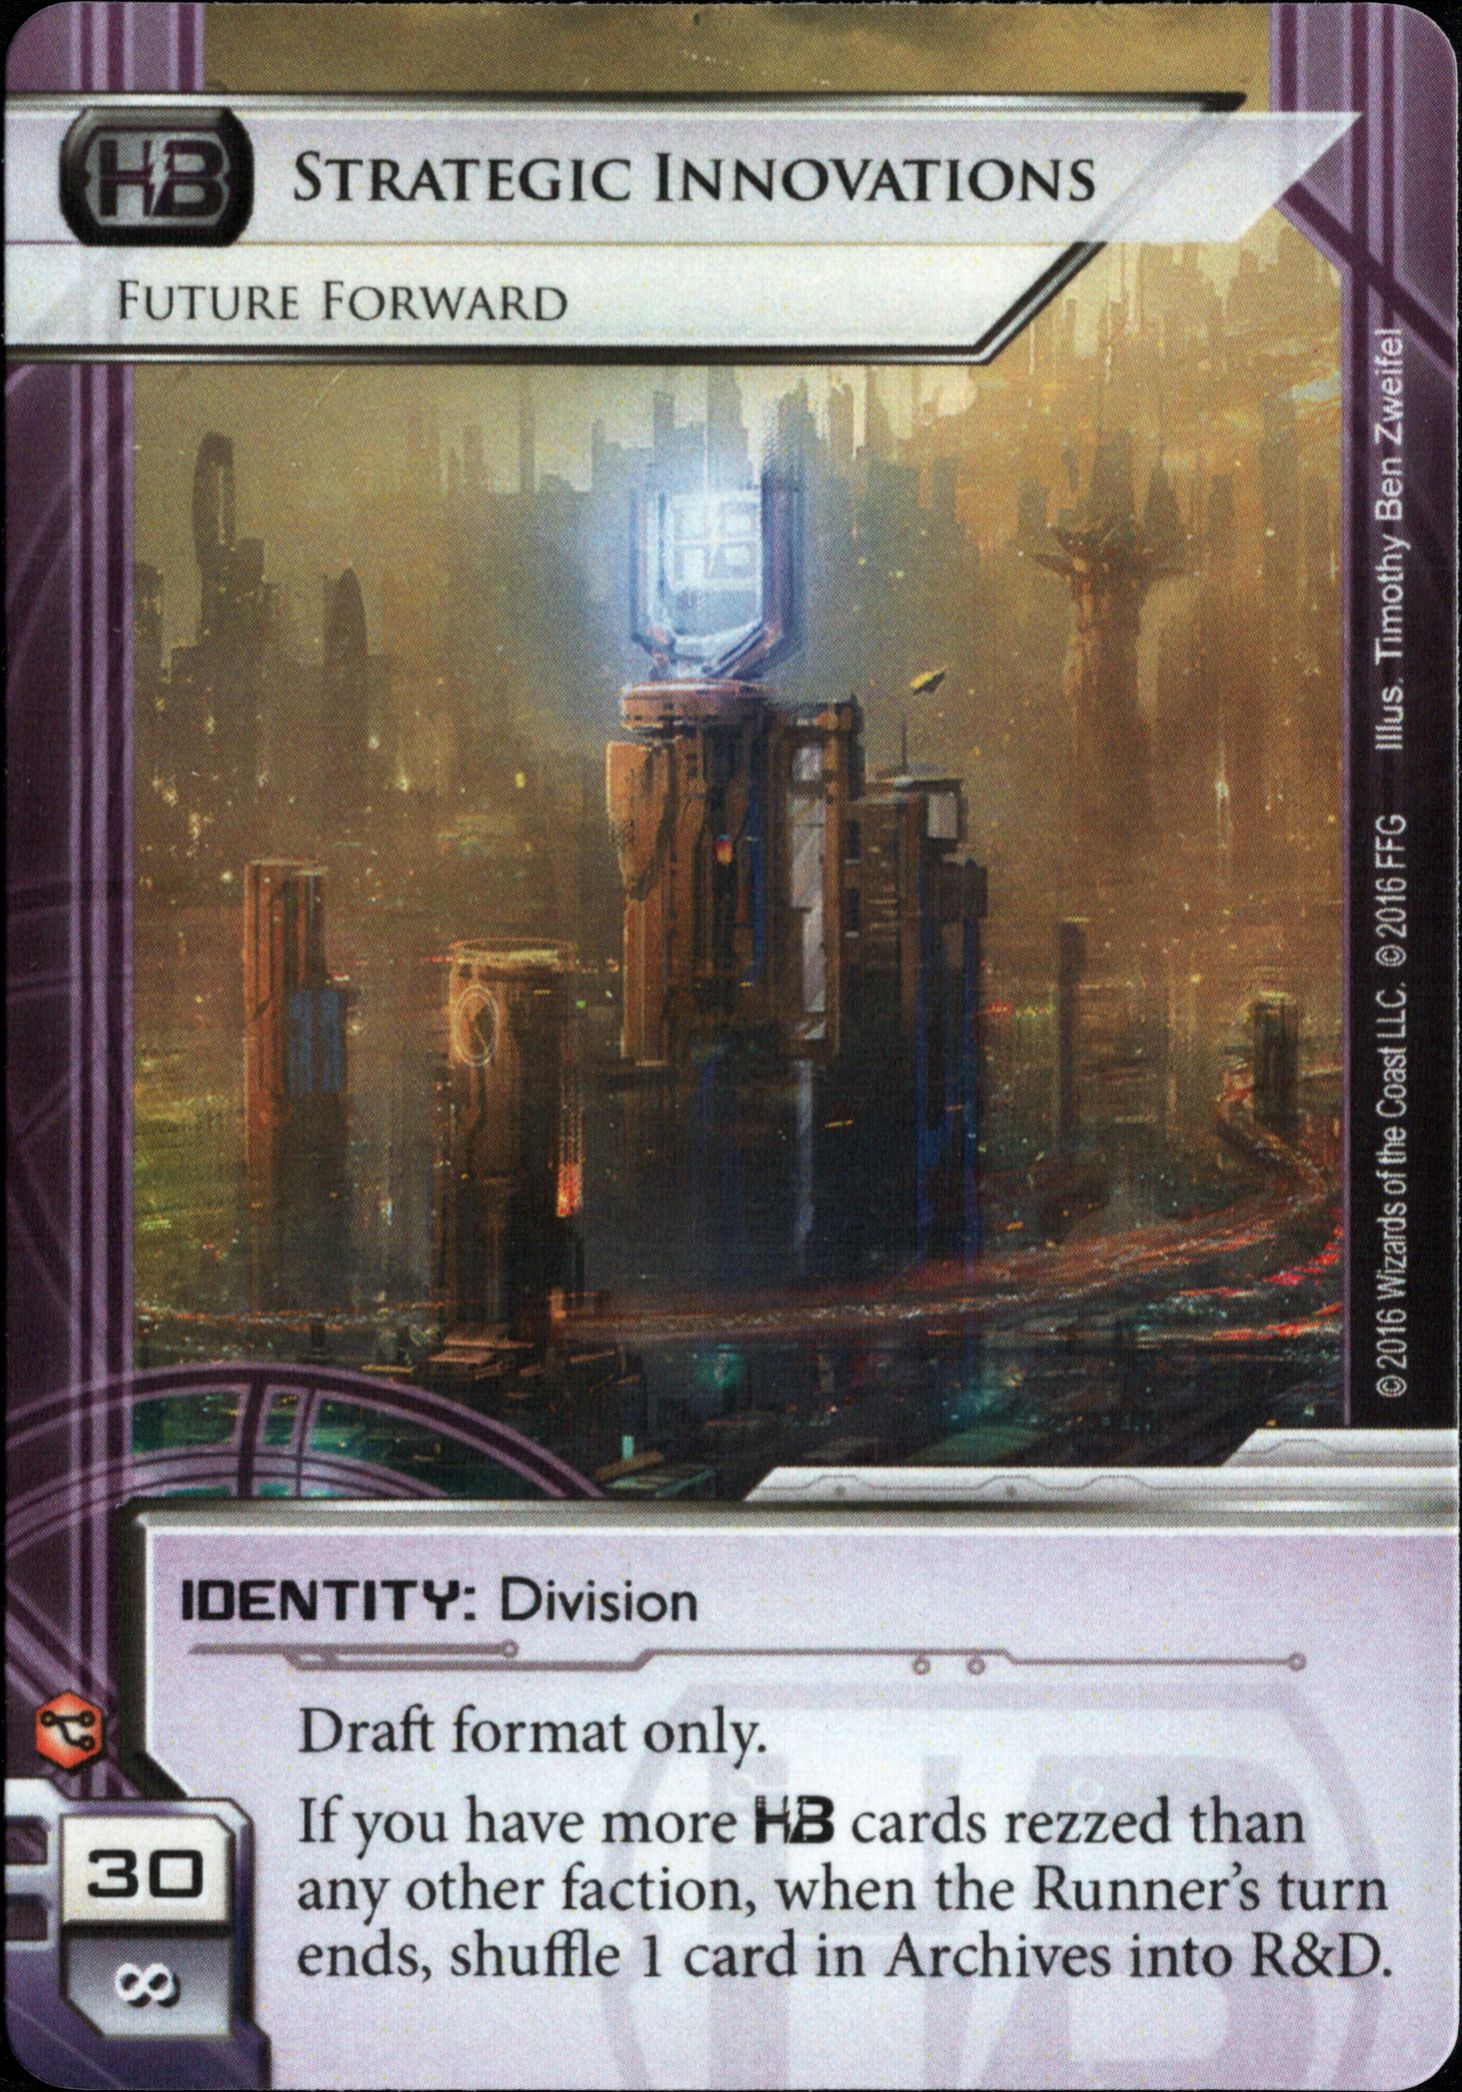 HB STRATEGIC INNOVATIONS
FUTURE FORWARD
HB
Illus. Timothy Ben Zweifel
©2016 Wizards of the Coast LLC. ©2016 FFG
IDENTITY: Division
Draft format only.
If you have more HB cards rezzed than
any other faction, when the Runner's turn
ends, shuffle 1 card in Archives into R&D.
30
∞